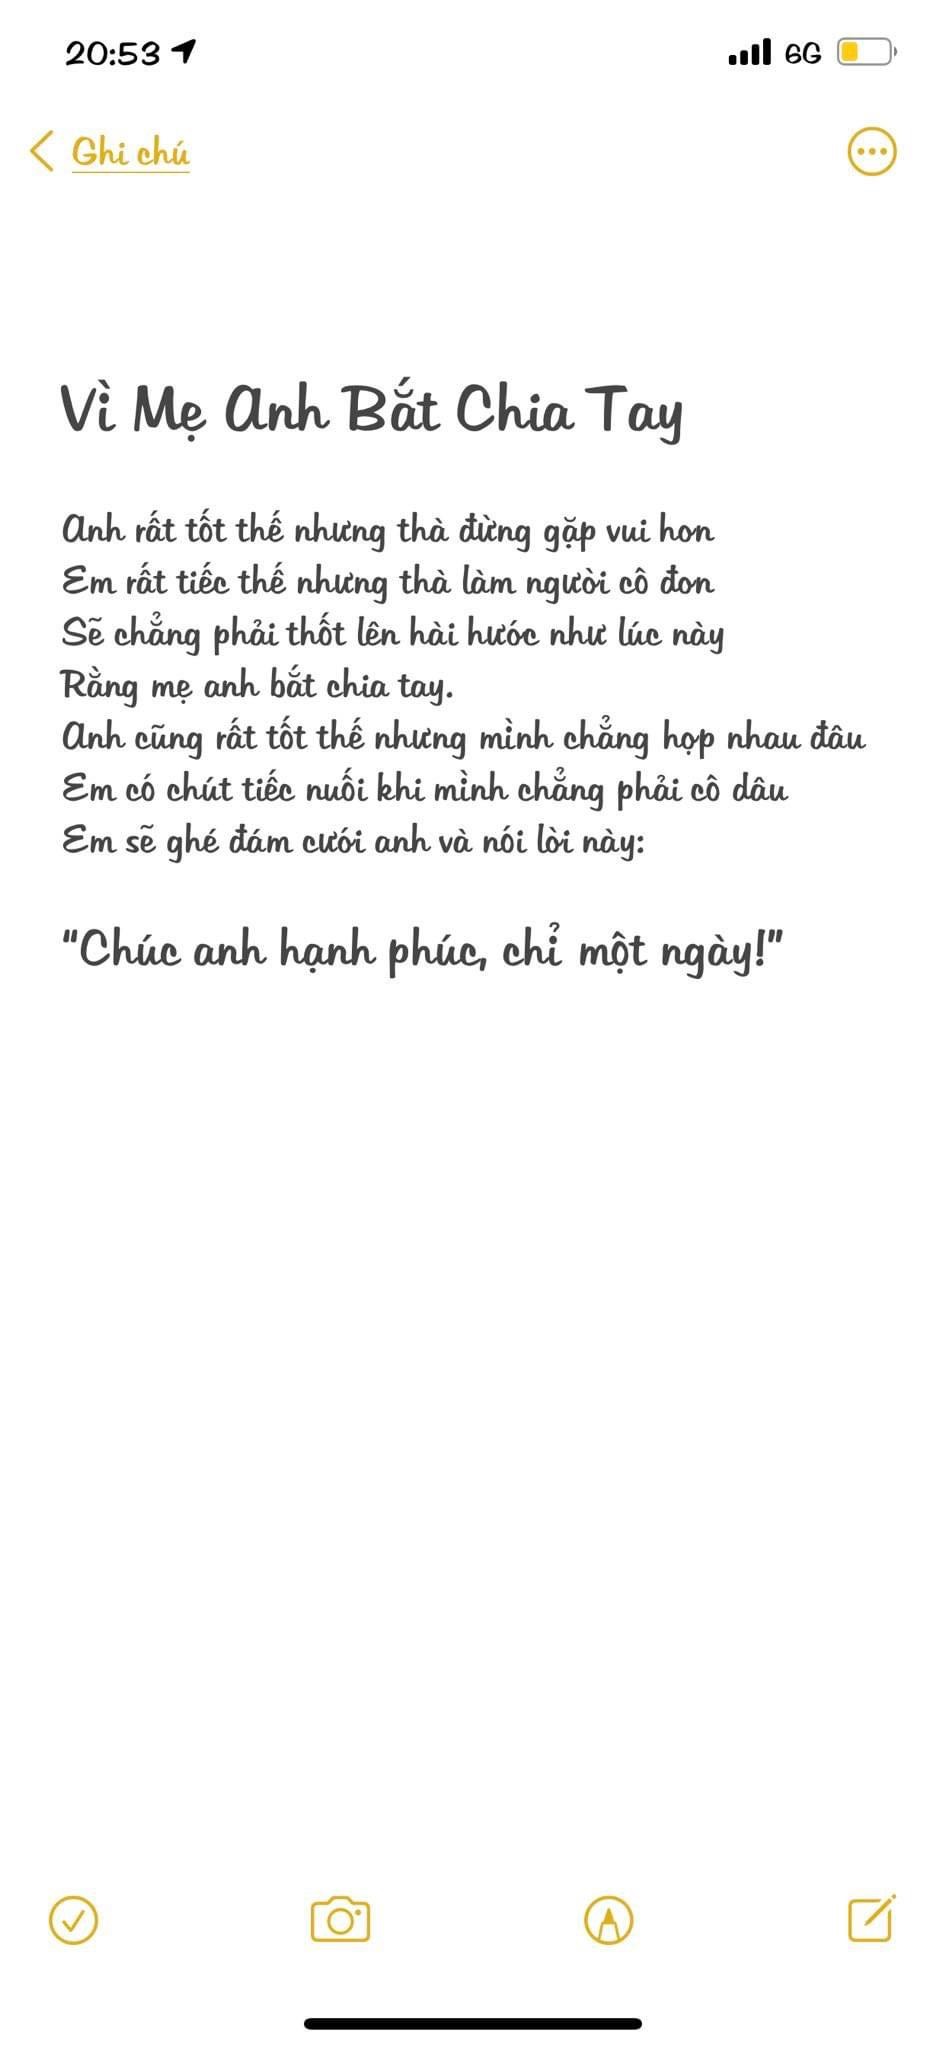 20:53
6G
Ghi chú
Vì Mẹ Anh Bắt Chia Tay
Anh rất tốt thế nhưng thà đừng gặp vui hon
Em rất tiếc thế nhưng thà làm người cô đon
Sẽ chẳng phải thốt lên hài hước như lúc này
Rằng mẹ anh bắt chia tay.
Anh cũng rất tốt thế nhưng mình chẳng hợp nhau đâu
Em có chút tiếc nuối khi mình chẳng phải cô dâu
Em sẽ ghé đám cưới anh và nói lòi này:
"Chúc anh hạnh phúc, chỉ một ngày!"